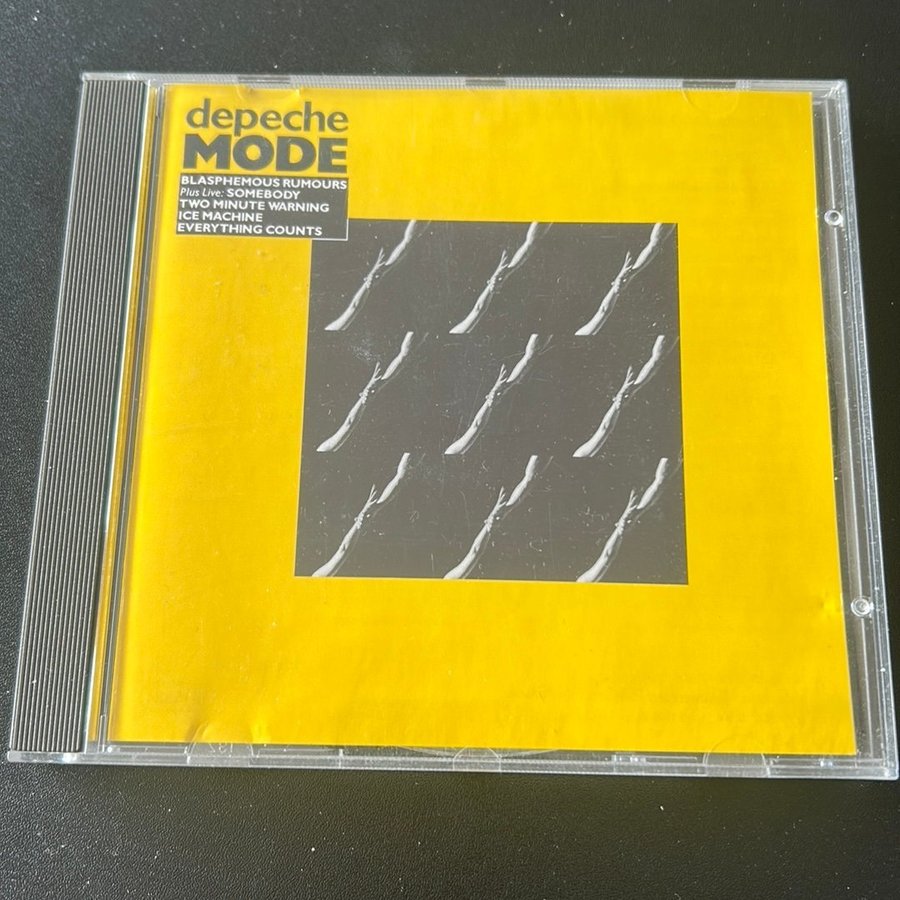 depeche
MODE
BLASPHEMOUS RUMOURS
Plus Live: SOMEBODY
TWO MINUTE WARNING
ICE MACHINE
EVERYTHING COUNTS